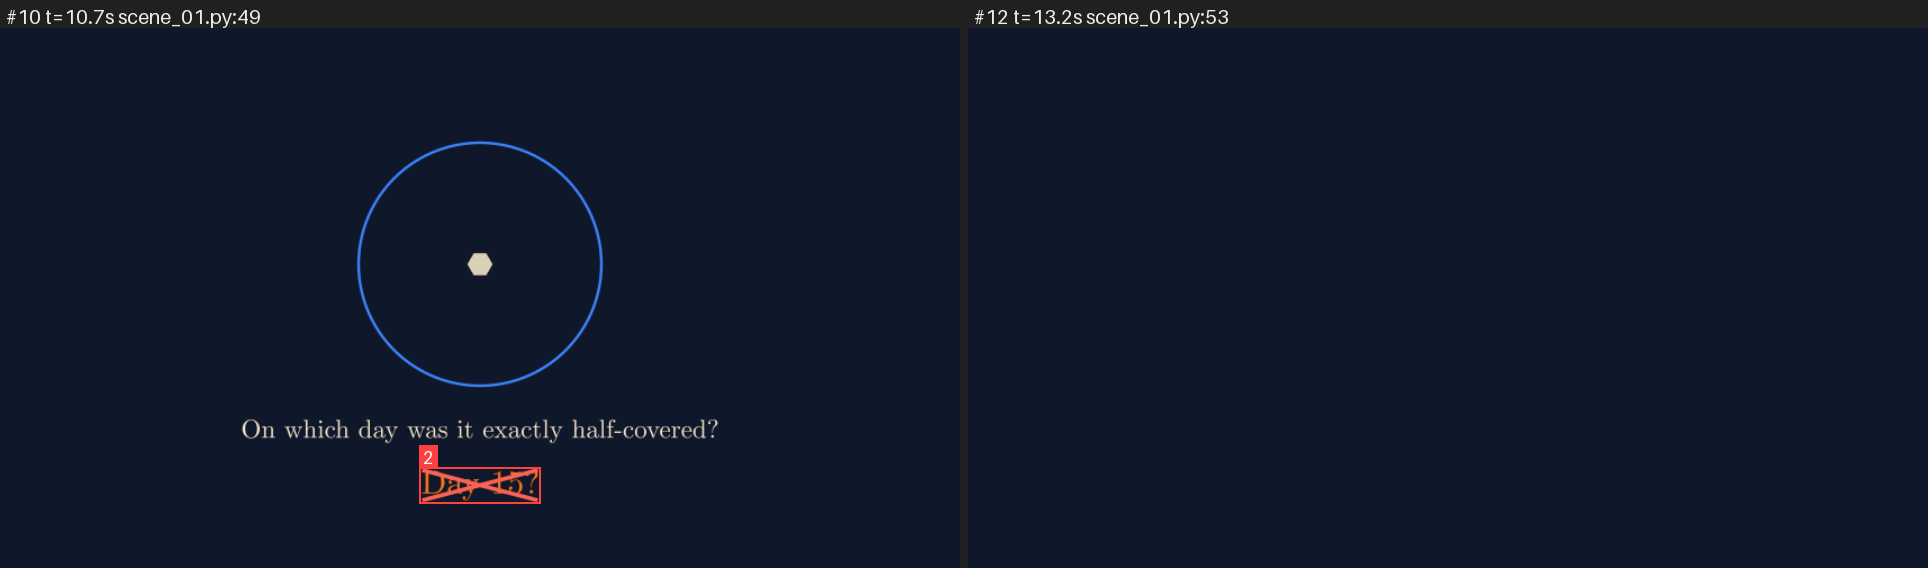 #10 t=10.7s scene_01.py:49
#12 t=13.2s scene_01.py:53
On which day was it exactly half-covered?
2
Day 15?